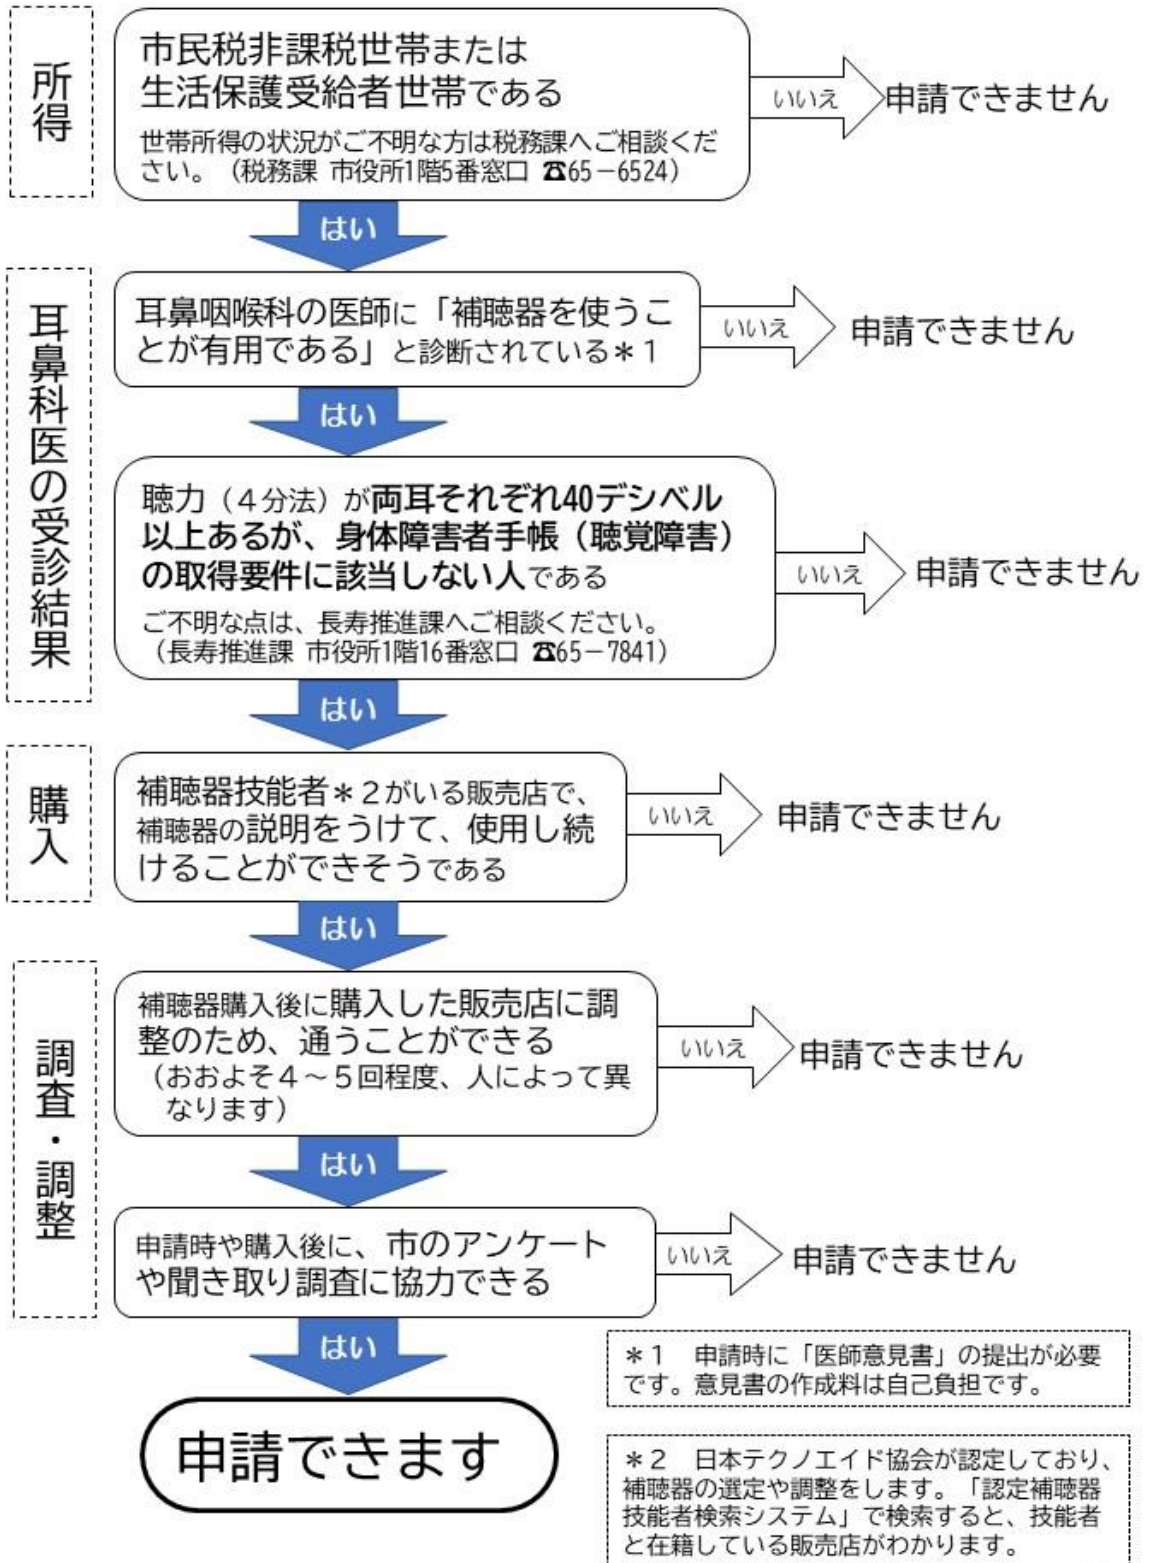 所得
市民税非課税世帯または
生活保護受給者世帯である
世帯所得の状況がご不明な方は税務課へご相談くだ
さい。（税務課 市役所1階5番窓口 ☎65－6524）
いいえ
申請できません
はい
耳鼻科医の受診結果
耳鼻咽喉科の医師に「補聴器を使うこ
とが有用である」と診断されている＊１
いいえ
申請できません
はい
聴力（４分法）が両耳それぞれ40デシベル
以上あるが、身体障害者手帳（聴覚障害）
の取得要件に該当しない人である
ご不明な点は、長寿推進課へご相談ください。
（長寿推進課 市役所1階16番窓口 ☎65－7841）
いいえ
申請できません
はい
購入
補聴器技能者＊２がいる販売店で、
補聴器の説明をうけて、使用し続
けることができそうである
いいえ
申請できません
はい
調査・調整
補聴器購入後に購入した販売店に調
整のため、通うことができる
（おおよそ４～５回程度、人によって異
なります）
いいえ
申請できません
はい
申請時や購入後に、市のアンケート
や聞き取り調査に協力できる
いいえ
申請できません
はい
申請できます
＊１　申請時に「医師意見書」の提出が必要
です。意見書の作成料は自己負担です。
＊２　日本テクノエイド協会が認定しており、
補聴器の選定や調整をします。「認定補聴器
技能者検索システム」で検索すると、技能者
と在籍している販売店がわかります。